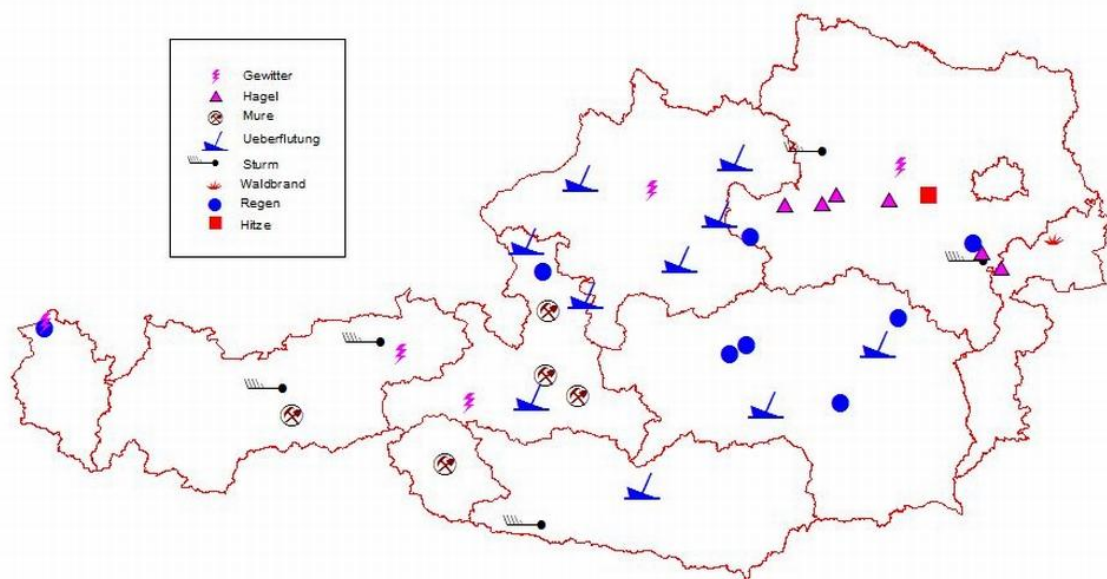 Gewitter
Hagel
Mure
Ueberflutung
Sturm
Waldbrand
Regen
Hitze